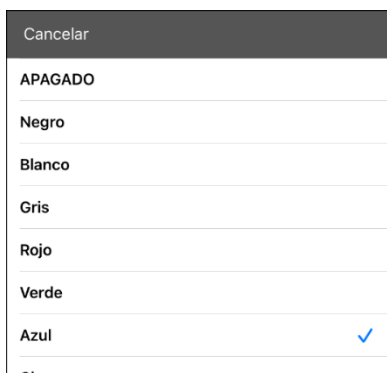 Cancelar
APAGADO
Negro
Blanco
Gris
Rojo
Verde
Azul